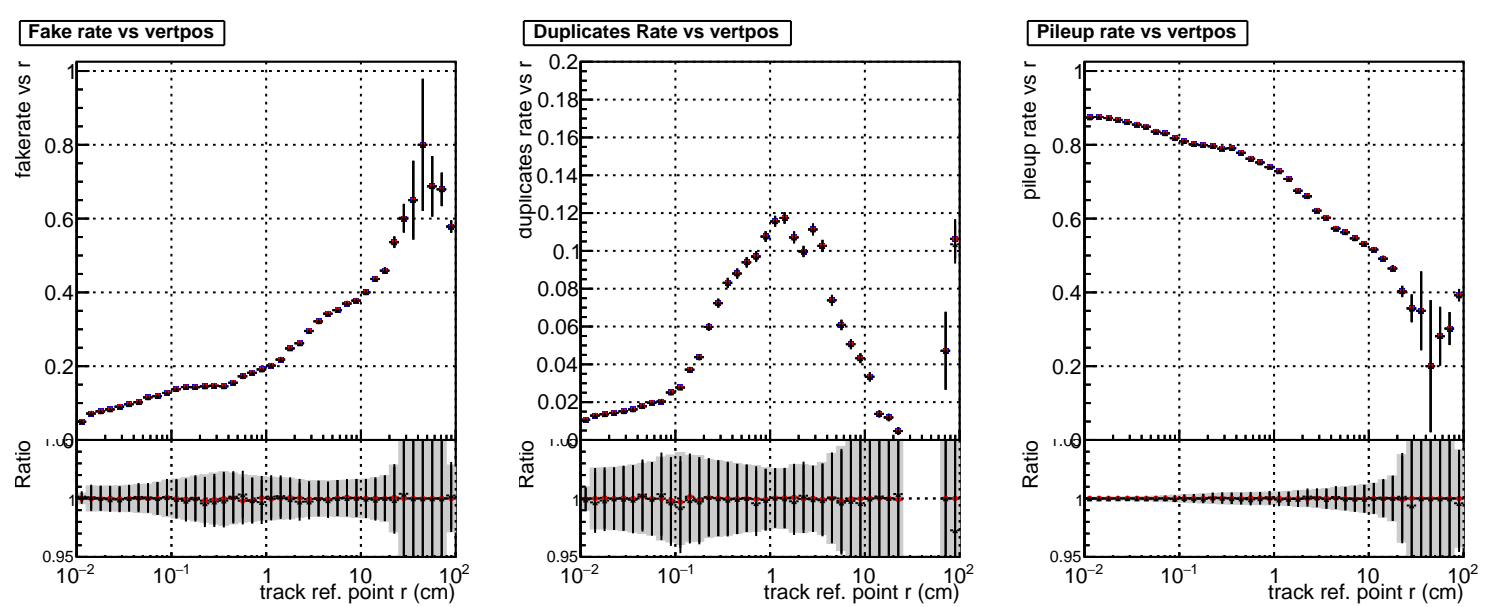 Fake rate vs vertpos
fakerate vs r
1
0.8
0.6
0.4
0.2
0
Ratio
1
0.95
10⁻² 10⁻¹ 1 10 10²
track ref. point r (cm)
Duplicates Rate vs vertpos
duplicates rate vs r
0.2
0.18
0.16
0.14
0.12
0.1
0.08
0.06
0.04
0.02
0
Ratio
1
0.95
10⁻² 10⁻¹ 1 10 10²
track ref. point r (cm)
Pileup rate vs vertpos
pileup rate vs r
1
0.8
0.6
0.4
0.2
0
Ratio
1
0.95
10⁻² 10⁻¹ 1 10 10²
track ref. point r (cm)